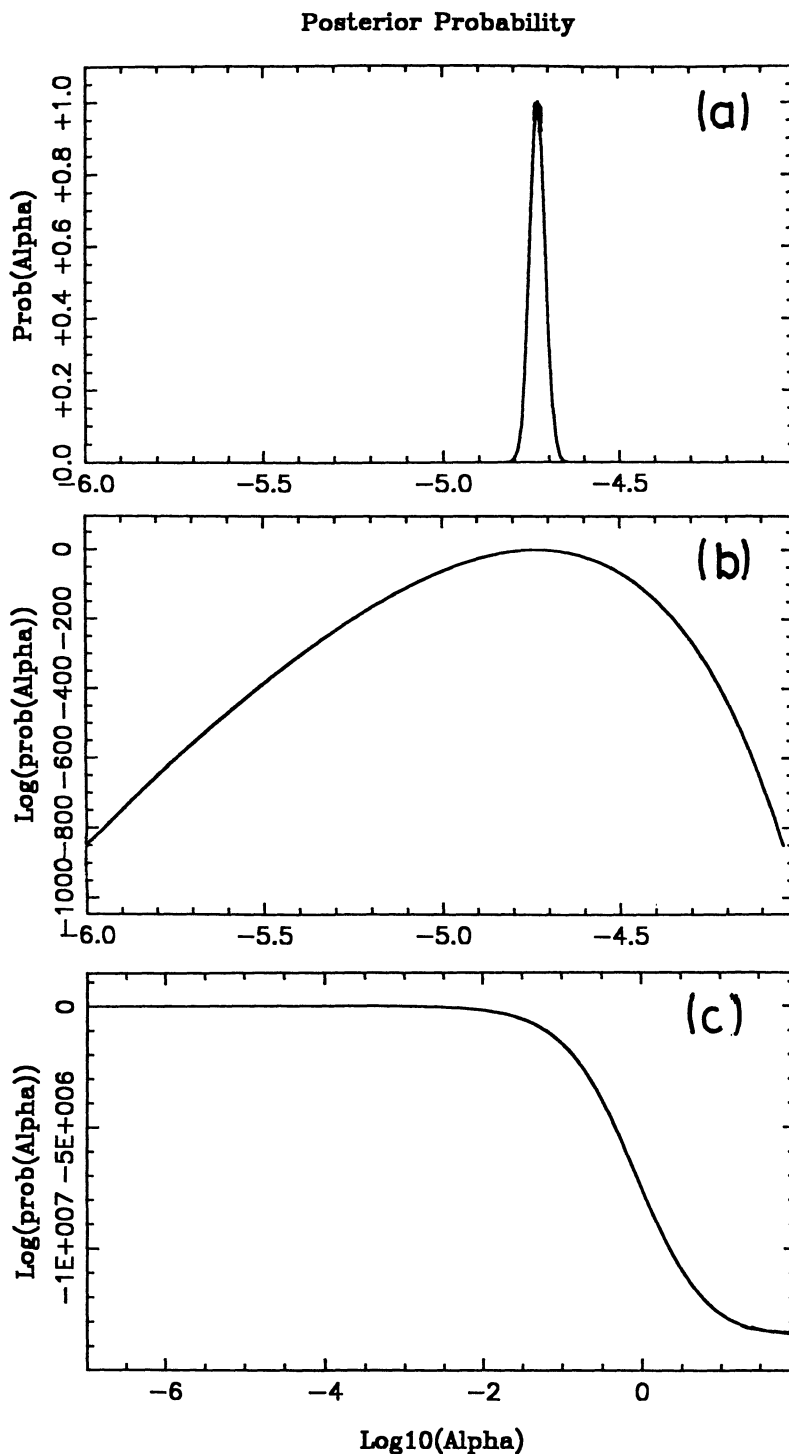 Posterior Probability
(a)
Prob(Alpha)
+0.0 +0.2 +0.4 +0.6 +0.8 +1.0
-6.0 -5.5 -5.0 -4.5
(b)
Log(prob(Alpha))
-1000 -800 -600 -400 -200 0
-6.0 -5.5 -5.0 -4.5
(c)
Log(prob(Alpha))
-1E+007 -5E+006 0
-6 -4 -2 0
Log10(Alpha)